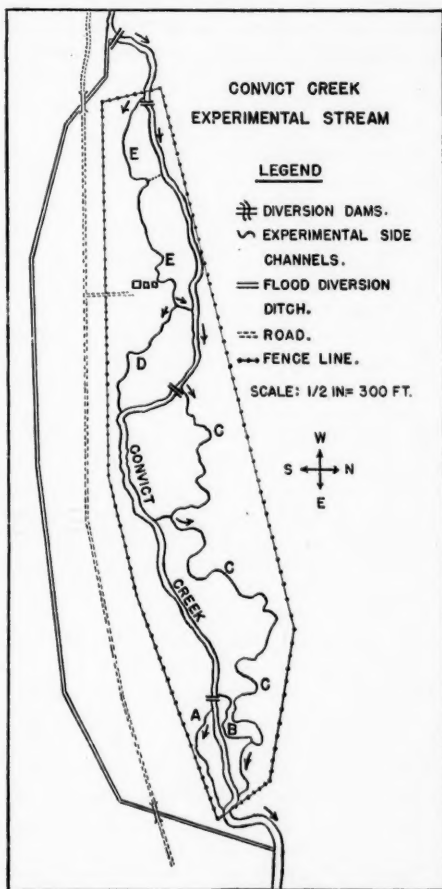 CONVICT CREEK
EXPERIMENTAL STREAM
LEGEND
DIVERSION DAMS.
EXPERIMENTAL SIDE
CHANNELS.
FLOOD DIVERSION
DITCH.
ROAD.
FENCE LINE.
SCALE: 1/2 IN= 300 FT.
W
S N
E
E
E
D
C
CONVICT
CREEK
C
C
A
B